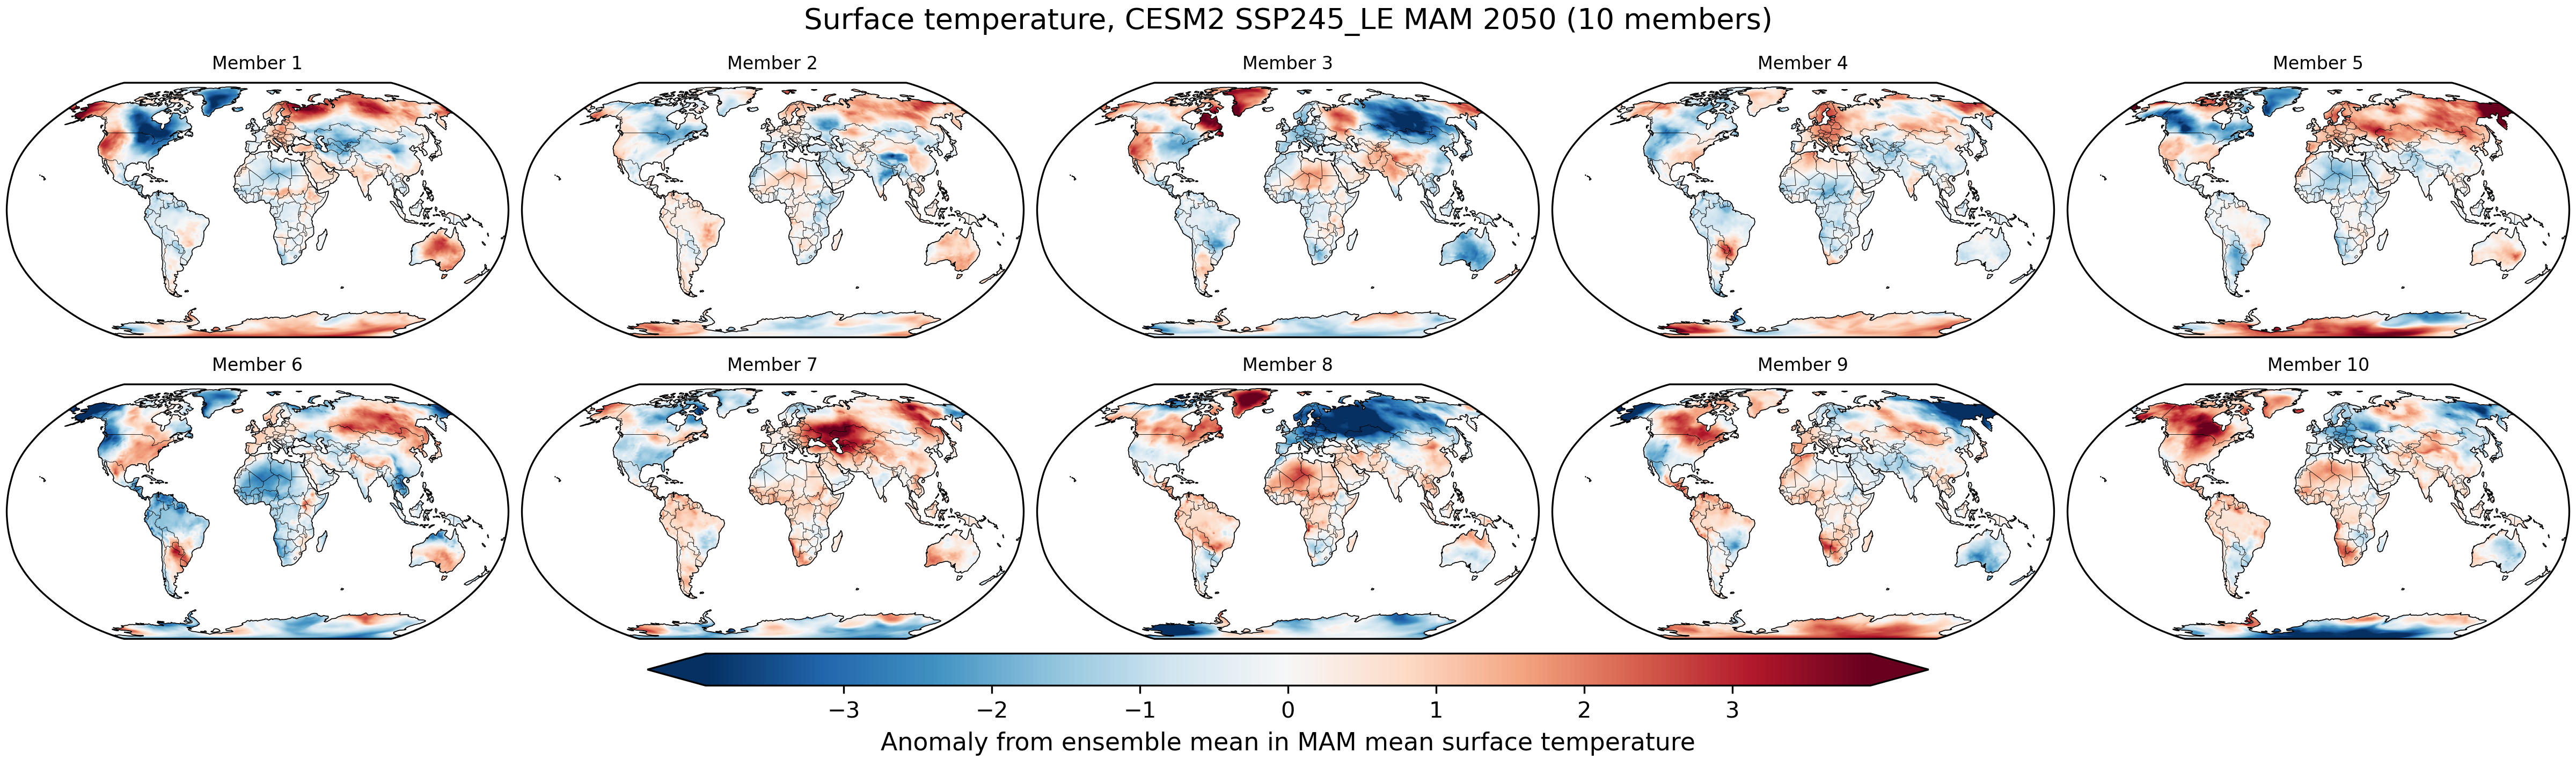 Surface temperature, CESM2 SSP245_LE MAM 2050 (10 members)
Member 1
Member 2
Member 3
Member 4
Member 5
Member 6
Member 7
Member 8
Member 9
Member 10
−3 −2 −1 0 1 2 3
Anomaly from ensemble mean in MAM mean surface temperature